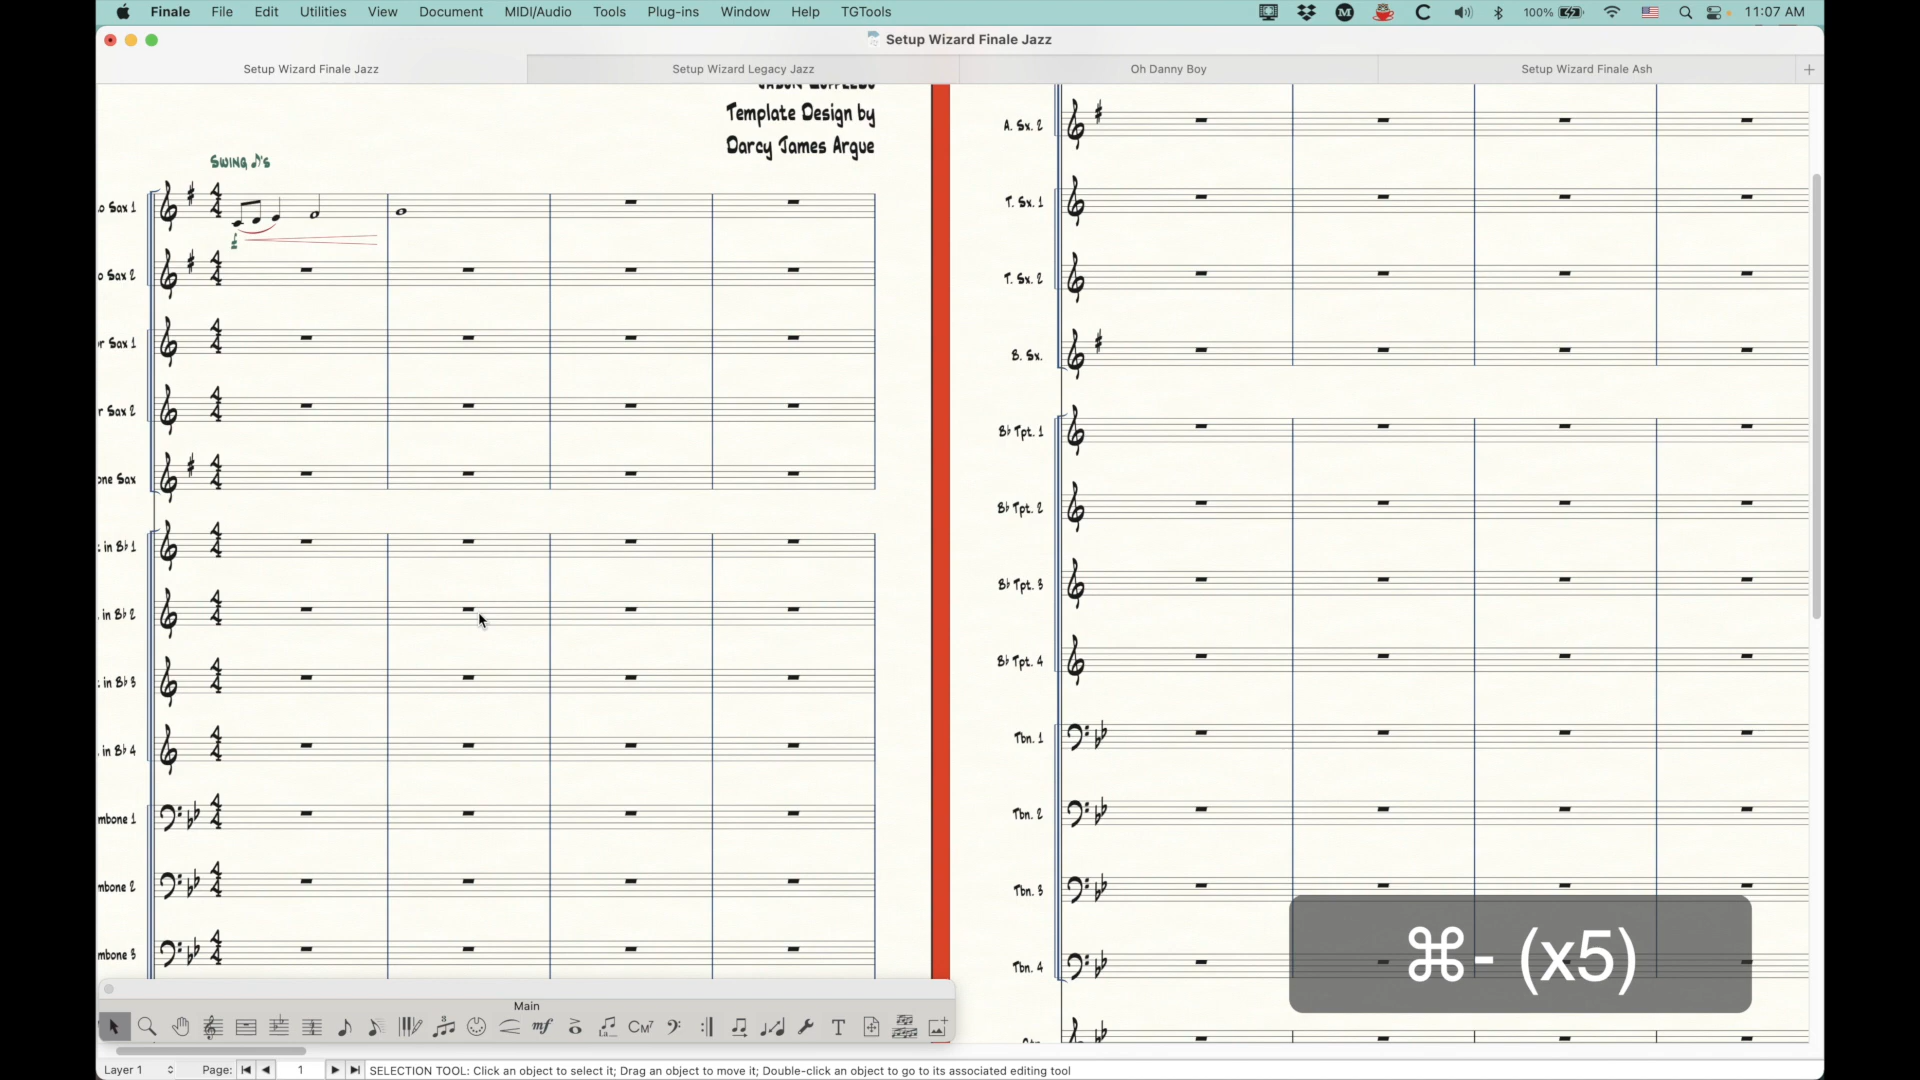 Finale File Edit Utilities View Document MIDI/Audio Tools Plug-ins Window Help TGTools 100% 11:07 AM
Setup Wizard Finale Jazz
Setup Wizard Finale Jazz Setup Wizard Legacy Jazz Oh Danny Boy Setup Wizard Finale Ash +
Template Design by
Darcy James Argue
Swing ♪'s
o Sax 1
o Sax 2
r Sax 1
r Sax 2
one Sax
in B♭ 1
in B♭ 2
in B♭ 3
in B♭ 4
mbone 1
mbone 2
mbone 3
A. Sx. 2
T. Sx. 1
T. Sx. 2
B. Sx.
B♭ Tpt. 1
B♭ Tpt. 2
B♭ Tpt. 3
B♭ Tpt. 4
Tbn. 1
Tbn. 2
Tbn. 3
Tbn. 4
⌘- (x5)
Main
mf CM7 T
Layer 1 Page: 1 SELECTION TOOL: Click an object to select it; Drag an object to move it; Double-click an object to go to its associated editing tool